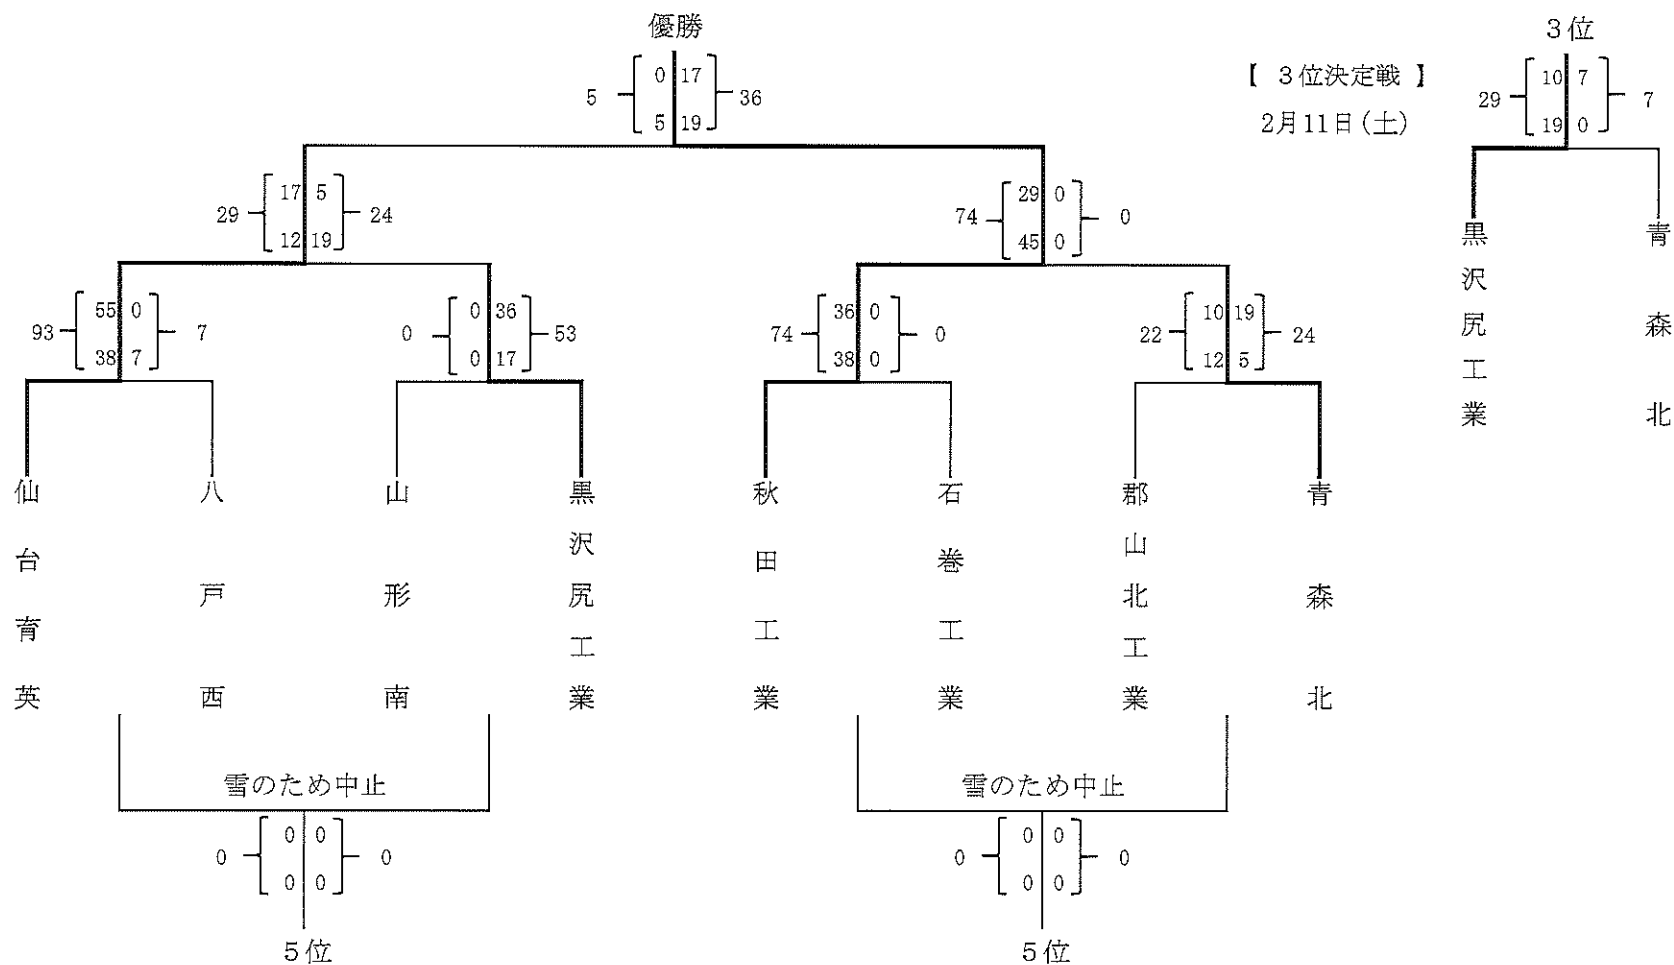 優勝
0 17
5 36
5 19
【 3位決定戦 】
2月11日(土)
3位
10 7
29 7
19 0
黒沢尻工業
青森北
17 5
29 24
12 19
29 0
74 0
45 0
55 0
93 7
38 7
0 36
0 53
0 17
36 0
74 0
38 0
10 19
22 24
12 5
仙台育英
八戸西
山形南
黒沢尻工業
秋田工業
石巻工業
郡山北工業
青森北
雪のため中止
0 0
0 0
0 0
5位
雪のため中止
0 0
0 0
0 0
5位